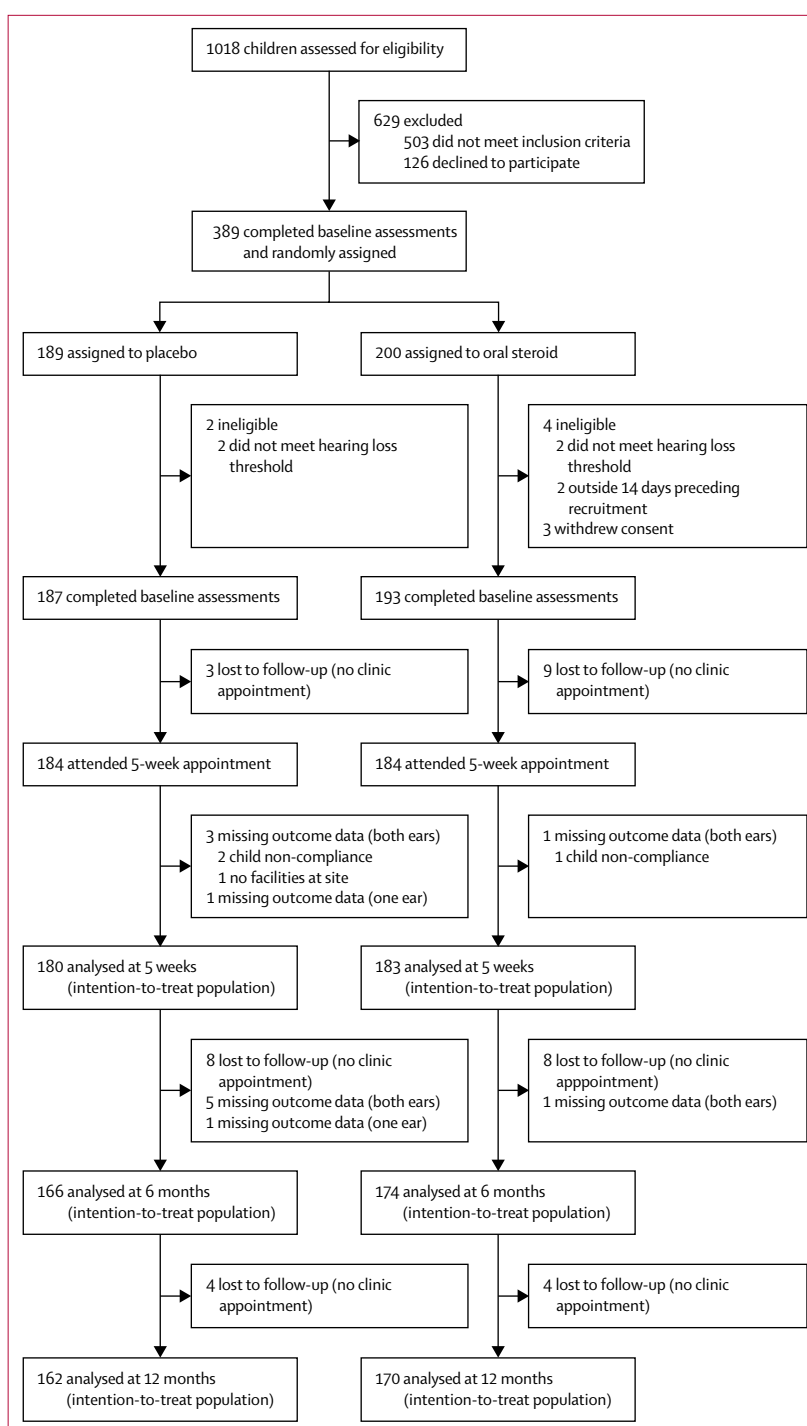 1018 children assessed for eligibility
629 excluded
503 did not meet inclusion criteria
126 declined to participate
389 completed baseline assessments
and randomly assigned
189 assigned to placebo
200 assigned to oral steroid
2 ineligible
2 did not meet hearing loss
threshold
4 ineligible
2 did not meet hearing loss
threshold
2 outside 14 days preceding
recruitment
3 withdrew consent
187 completed baseline assessments
193 completed baseline assessments
3 lost to follow-up (no clinic
appointment)
9 lost to follow-up (no clinic
appointment)
184 attended 5-week appointment
184 attended 5-week appointment
3 missing outcome data (both ears)
2 child non-compliance
1 no facilities at site
1 missing outcome data (one ear)
1 missing outcome data (both ears)
1 child non-compliance
180 analysed at 5 weeks
(intention-to-treat population)
183 analysed at 5 weeks
(intention-to-treat population)
8 lost to follow-up (no clinic
appointment)
5 missing outcome data (both ears)
1 missing outcome data (one ear)
8 lost to follow-up (no clinic
apppointment)
1 missing outcome data (both ears)
166 analysed at 6 months
(intention-to-treat population)
174 analysed at 6 months
(intention-to-treat population)
4 lost to follow-up (no clinic
appointment)
4 lost to follow-up (no clinic
appointment)
162 analysed at 12 months
(intention-to-treat population)
170 analysed at 12 months
(intention-to-treat population)